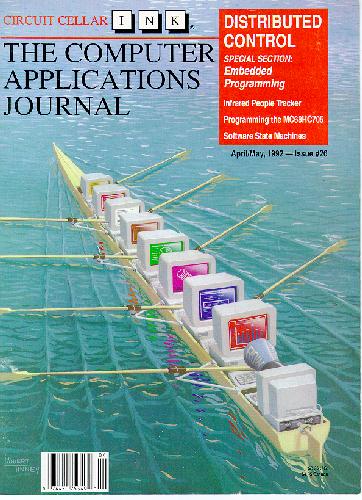 CIRCUIT CELLAR INK
THE COMPUTER
APPLICATIONS
JOURNAL
DISTRIBUTED
CONTROL
SPECIAL SECTION:
Embedded
Programming
Infrared People Tracker
Programming the MC68HC705
Software State Machines
April/May, 1992 — Issue #26